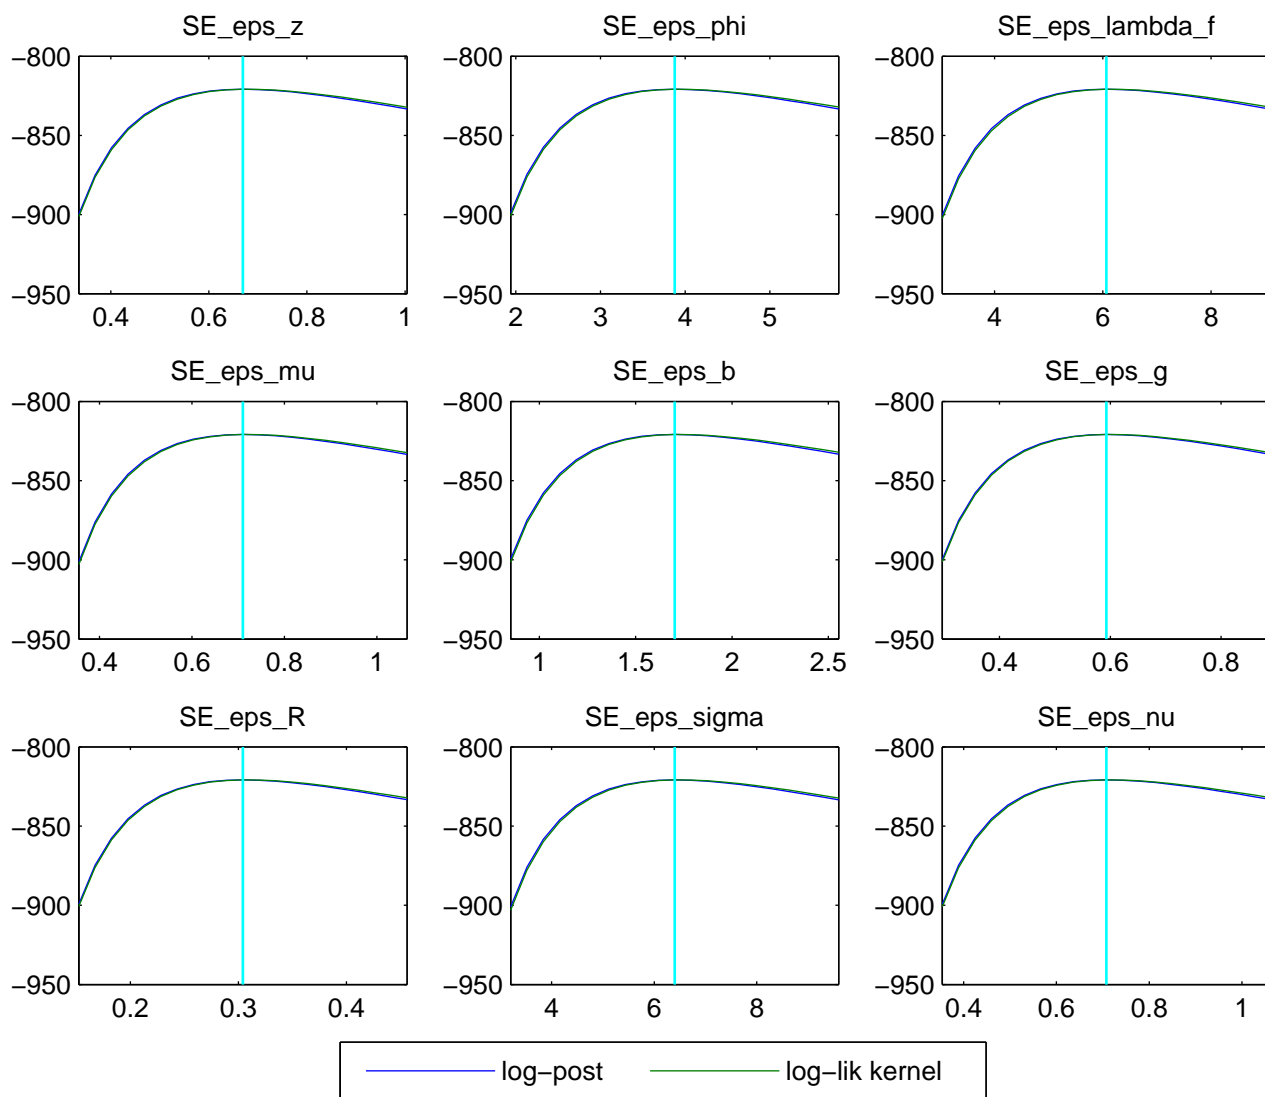 SE_eps_z
SE_eps_phi
SE_eps_lambda_f
−800
−850
−900
−950
0.4 0.6 0.8 1
−800
−850
−900
−950
2 3 4 5
−800
−850
−900
−950
4 6 8
SE_eps_mu
SE_eps_b
SE_eps_g
−800
−850
−900
−950
0.4 0.6 0.8 1
−800
−850
−900
−950
1 1.5 2 2.5
−800
−850
−900
−950
0.4 0.6 0.8
SE_eps_R
SE_eps_sigma
SE_eps_nu
−800
−850
−900
−950
0.2 0.3 0.4
−800
−850
−900
−950
4 6 8
−800
−850
−900
−950
0.4 0.6 0.8 1
log−post log−lik kernel